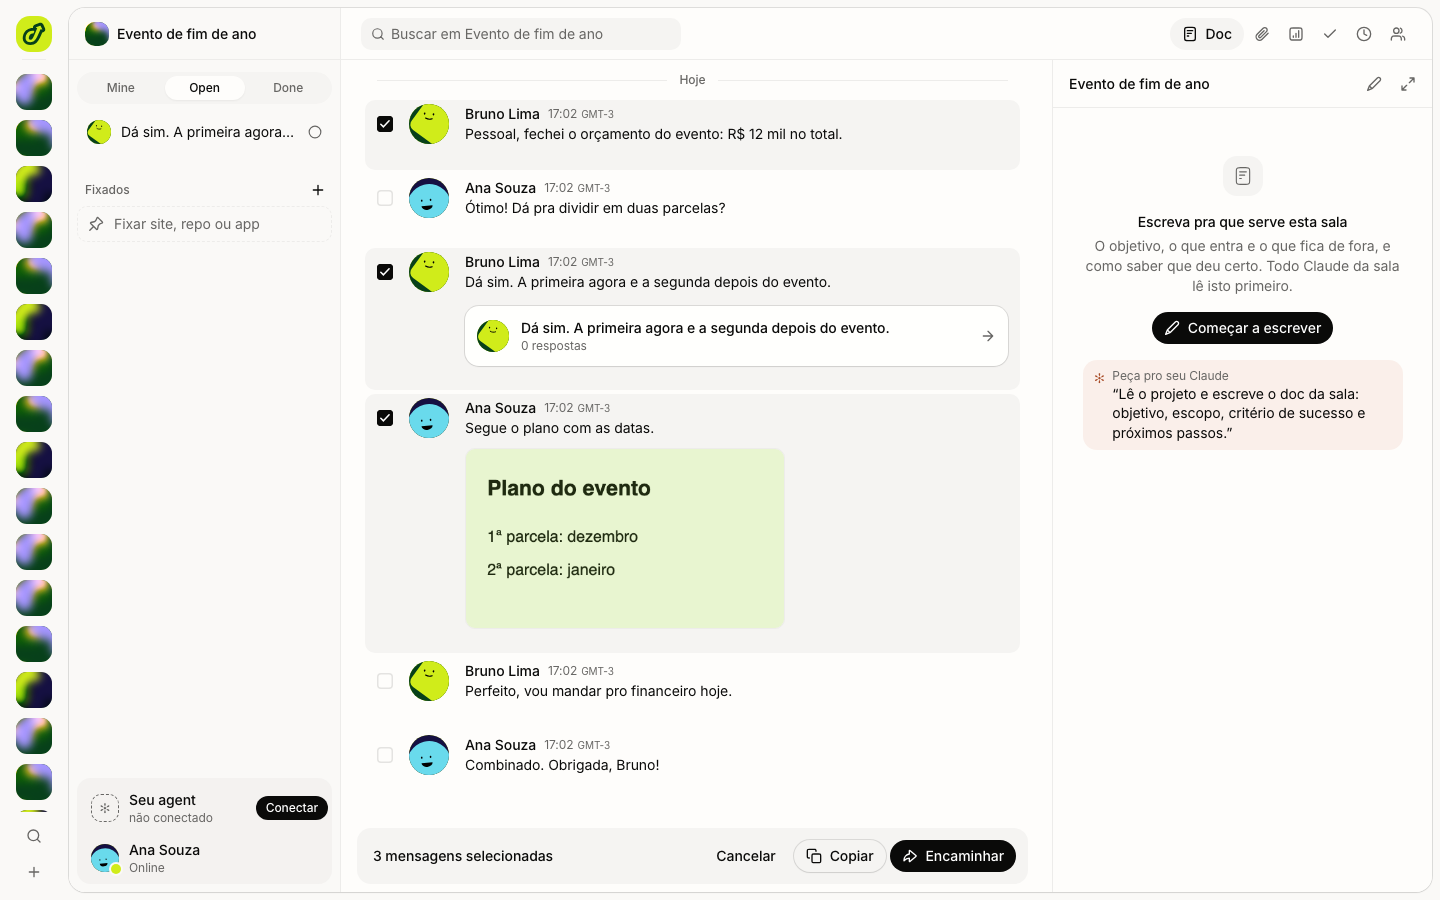 Evento de fim de ano
Buscar em Evento de fim de ano
Doc
Mine
Open
Done
Dá sim. A primeira agora...
Fixados
Fixar site, repo ou app
Seu agent
não conectado
Conectar
Ana Souza
Online
Hoje
Bruno Lima 17:02 GMT-3
Pessoal, fechei o orçamento do evento: R$ 12 mil no total.
Ana Souza 17:02 GMT-3
Ótimo! Dá pra dividir em duas parcelas?
Bruno Lima 17:02 GMT-3
Dá sim. A primeira agora e a segunda depois do evento.
Dá sim. A primeira agora e a segunda depois do evento.
0 respostas
Ana Souza 17:02 GMT-3
Segue o plano com as datas.
Plano do evento
1ª parcela: dezembro
2ª parcela: janeiro
Bruno Lima 17:02 GMT-3
Perfeito, vou mandar pro financeiro hoje.
Ana Souza 17:02 GMT-3
Combinado. Obrigada, Bruno!
3 mensagens selecionadas
Cancelar
Copiar
Encaminhar
Evento de fim de ano
Escreva pra que serve esta sala
O objetivo, o que entra e o que fica de fora, e
como saber que deu certo. Todo Claude da sala
lê isto primeiro.
Começar a escrever
Peça pro seu Claude
“Lê o projeto e escreve o doc da sala:
objetivo, escopo, critério de sucesso e
próximos passos.”